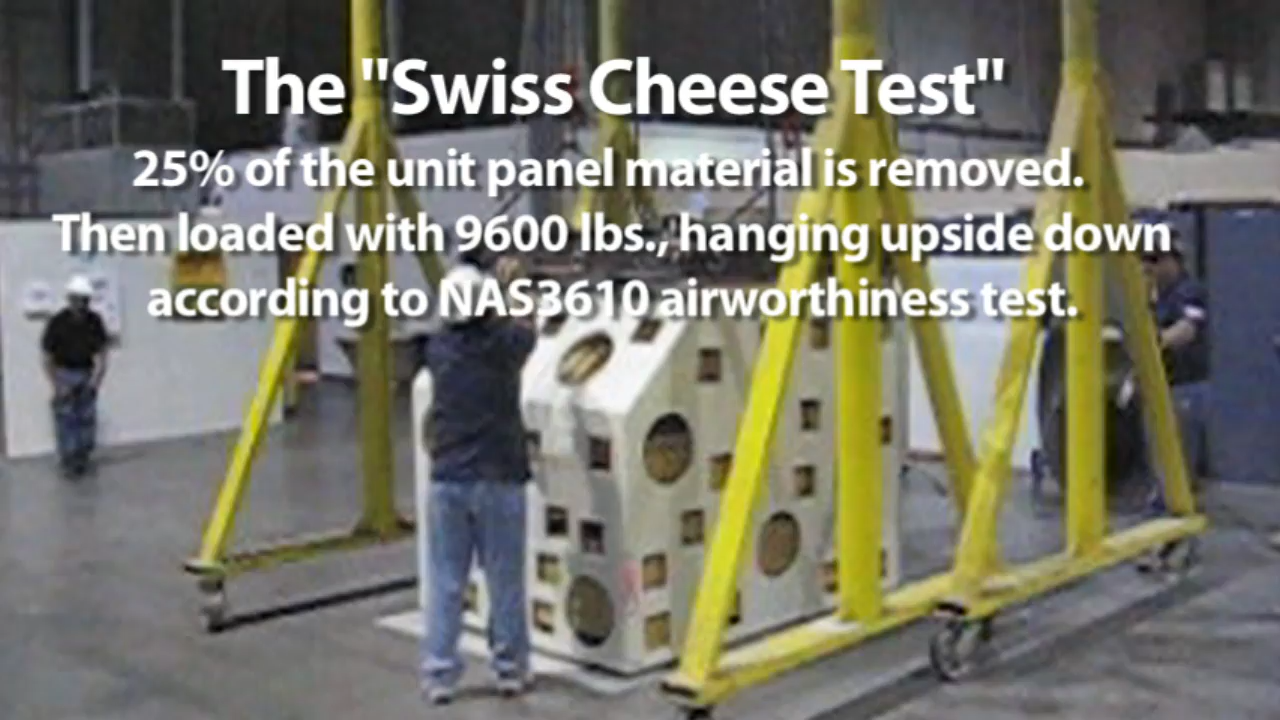 The "Swiss Cheese Test"
25% of the unit panel material is removed.
Then loaded with 9600 lbs., hanging upside down
according to NAS3610 airworthiness test.